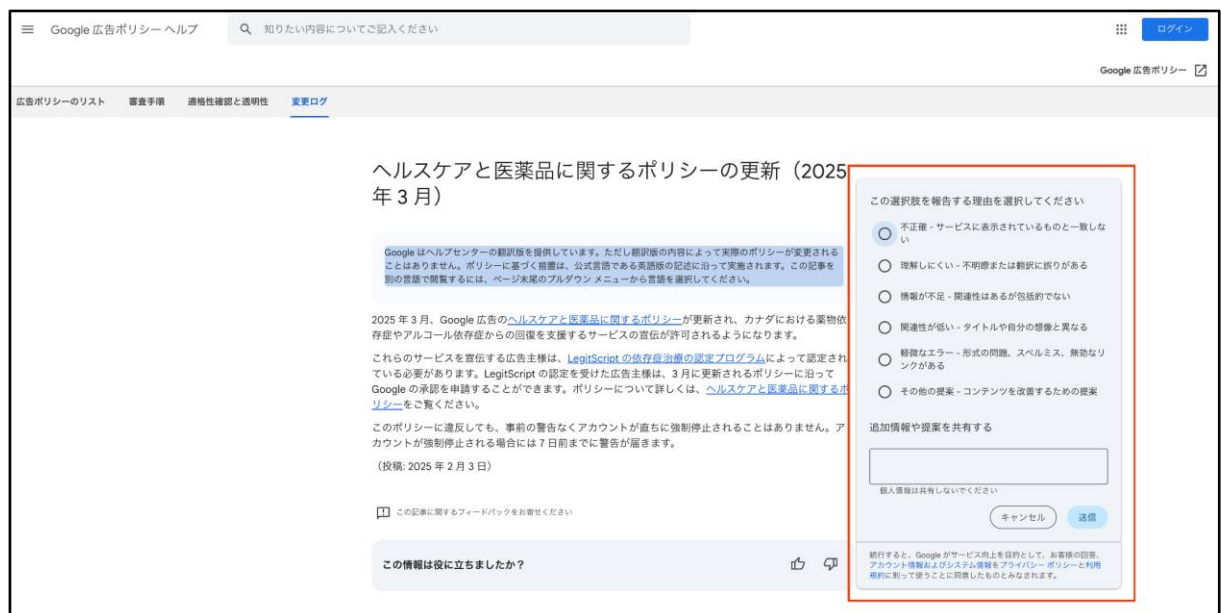 Google 広告ポリシー ヘルプ
知りたい内容についてご記入ください
ログイン
Google 広告ポリシー
広告ポリシーのリスト 審査手順 適格性確認と透明性 変更ログ
ヘルスケアと医薬品に関するポリシーの更新（2025
年 3 月）
Google はヘルプセンターの翻訳版を提供しています。ただし翻訳版の内容によって実際のポリシーが変更される
ことはありません。ポリシーに基づく措置は、公式言語である英語版の記述に沿って実施されます。この記事を
別の言語で閲覧するには、ページ末尾のプルダウン メニューから言語を選択してください。
2025 年 3 月、Google 広告のヘルスケアと医薬品に関するポリシーが更新され、カナダにおける薬物依
存症やアルコール依存症からの回復を支援するサービスの宣伝が許可されるようになります。
これらのサービスを宣伝する広告主様は、LegitScript の依存症治療の認定プログラムによって認定され
ている必要があります。LegitScript の認定を受けた広告主様は、3 月に更新されるポリシーに沿って
Google の承認を申請することができます。ポリシーについて詳しくは、ヘルスケアと医薬品に関するポ
リシーをご覧ください。
このポリシーに違反しても、事前の警告なくアカウントが直ちに強制停止されることはありません。ア
カウントが強制停止される場合には 7 日前までに警告が届きます。
（投稿: 2025 年 2 月 3 日）
この記事に関するフィードバックをお寄せください
この情報は役に立ちましたか？
この選択肢を報告する理由を選択してください
不正確 - サービスに表示されているものと一致しな
い
理解しにくい - 不明瞭または翻訳に誤りがある
情報が不足 - 関連性はあるが包括的でない
関連性が低い - タイトルや自分の想像と異なる
軽微なエラー - 形式の問題、スペルミス、無効なリ
ンクがある
その他の提案 - コンテンツを改善するための提案
追加情報や提案を共有する
個人情報は共有しないでください
キャンセル 送信
続行すると、Google がサービス向上を目的として、お客様の回答、
アカウント情報およびシステム情報をプライバシー ポリシーと利用
規約に則って使うことに同意したものとみなされます。